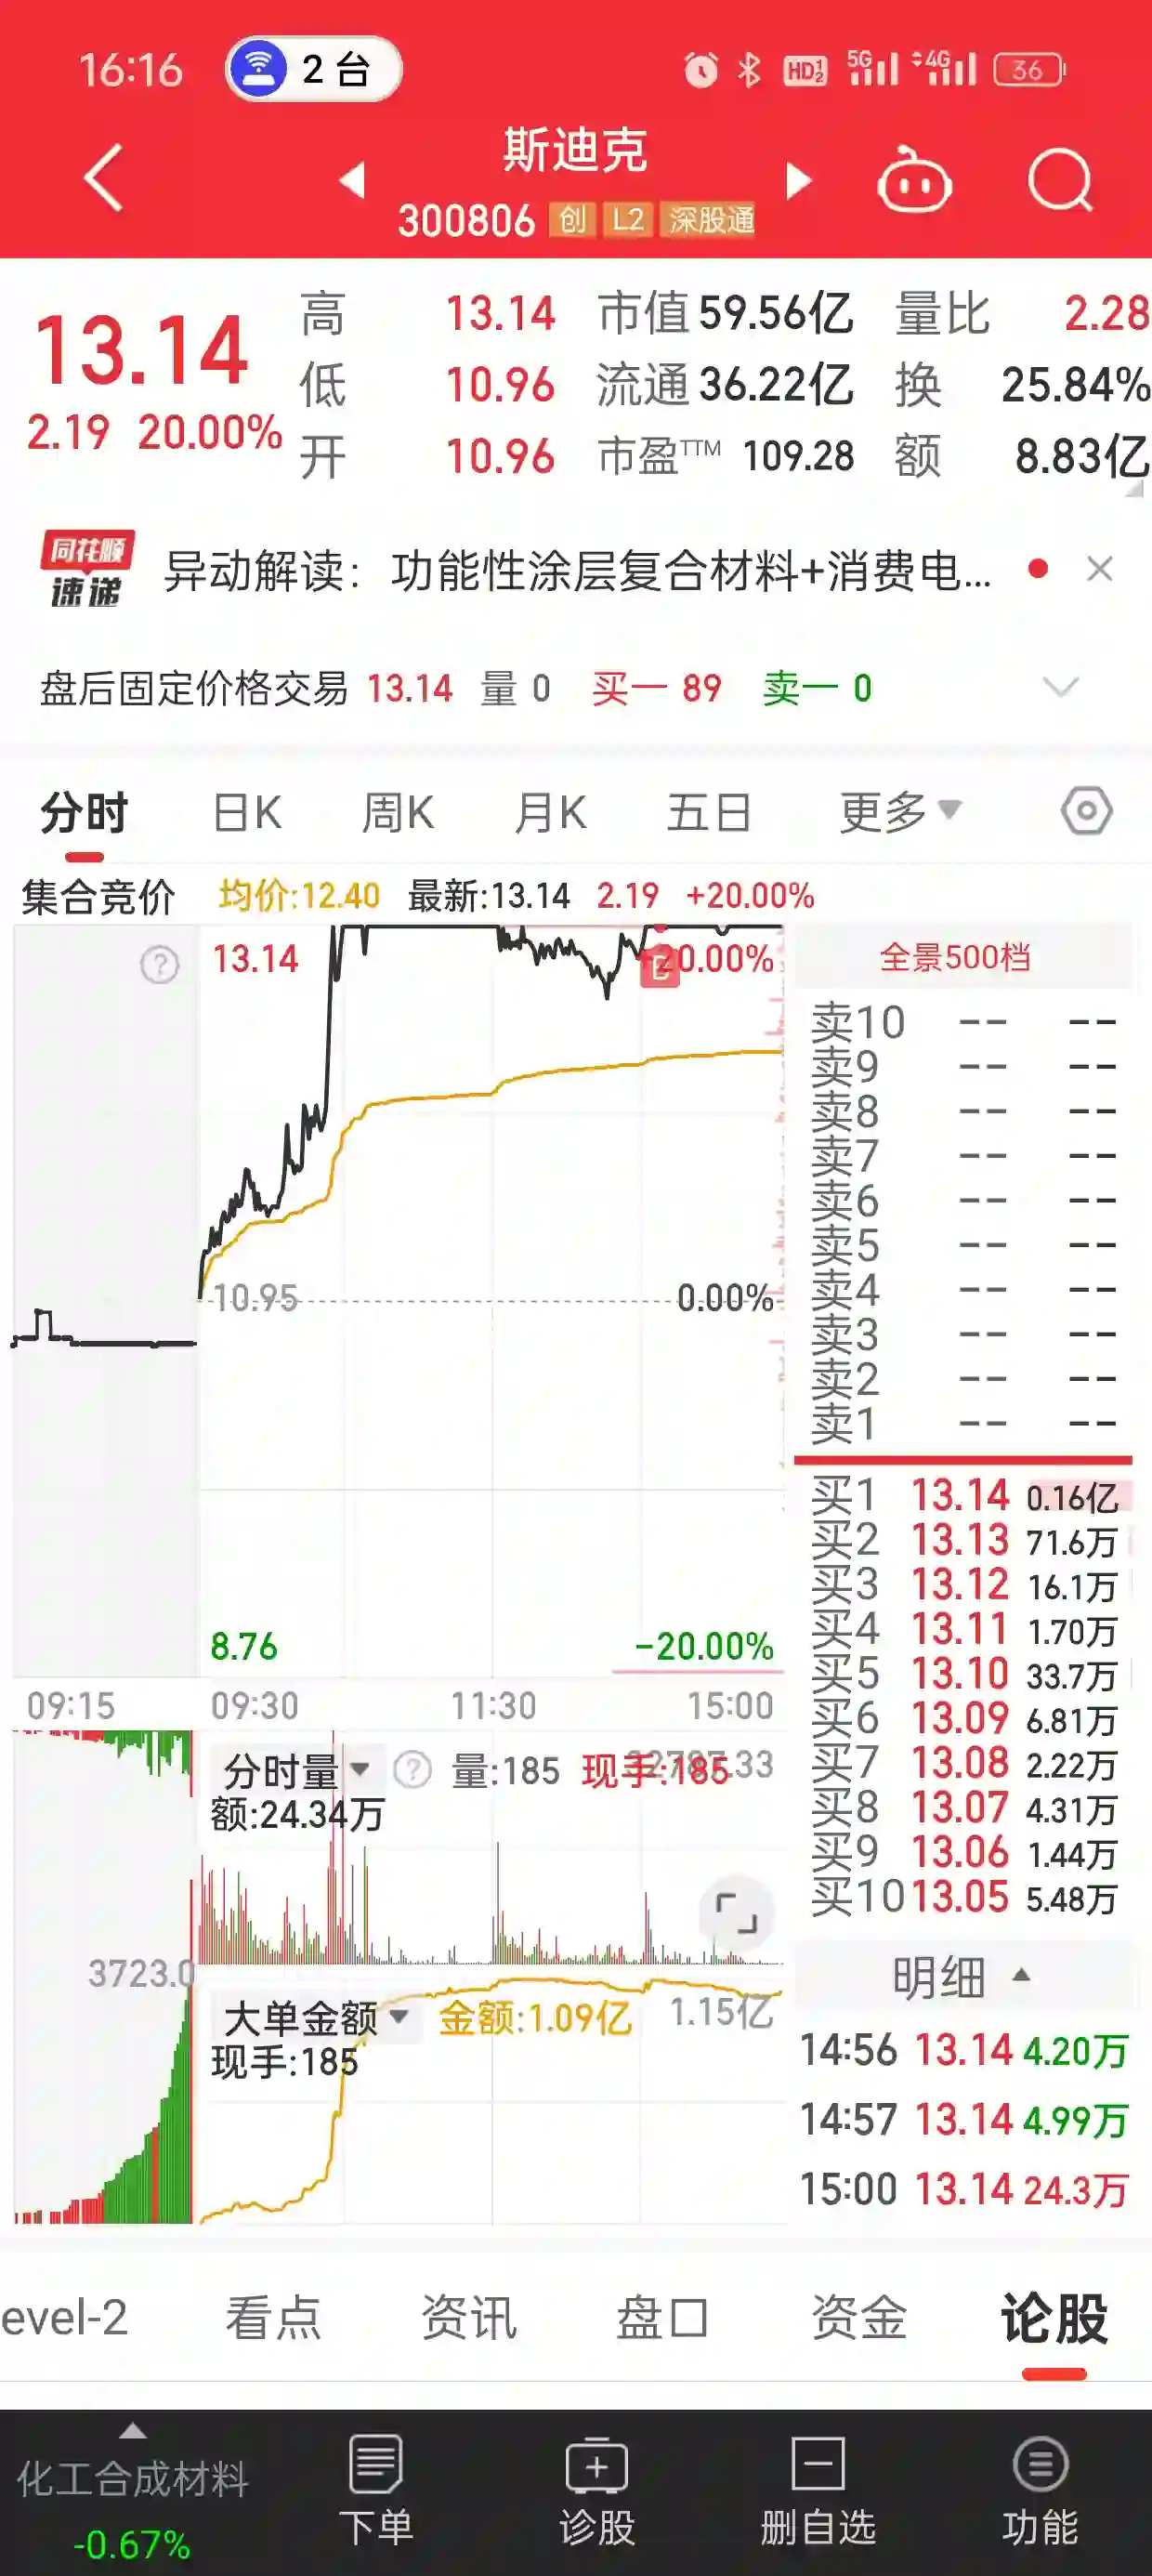 16:16 2 台 HD12 5G 4G 36
斯迪克
300806 创 L2 深股通
13.14 高 13.14 市值 59.56亿 量比 2.28
2.19 20.00% 低 10.96 流通 36.22亿 换 25.84%
开 10.96 市盈TTM 109.28 额 8.83亿
同花顺
速递 异动解读：功能性涂层复合材料+消费电...
盘后固定价格交易 13.14 量 0 买一 89 卖一 0
分时 日K 周K 月K 五日 更多
集合竞价 均价:12.40 最新:13.14 2.19 +20.00%
? 13.14 20.00%
全景500档
卖10 -- --
卖9 -- --
卖8 -- --
卖7 -- --
卖6 -- --
卖5 -- --
10.95 0.00%
卖4 -- --
卖3 -- --
卖2 -- --
卖1 -- --
买1 13.14 0.16亿
买2 13.13 71.6万
买3 13.12 16.1万
买4 13.11 1.70万
8.76 -20.00%
买5 13.10 33.7万
09:15 09:30 11:30 15:00
买6 13.09 6.81万
买7 13.08 2.22万
分时量 ? 量:185 现手:185
额:24.34万
买8 13.07 4.31万
买9 13.06 1.44万
买10 13.05 5.48万
3723.0
明细
大单金额 金额:1.09亿 1.15亿
现手:185
14:56 13.14 4.20万
14:57 13.14 4.99万
15:00 13.14 24.3万
evel-2 看点 资讯 盘口 资金 论股
化工合成材料
-0.67%
下单 诊股 删自选 功能